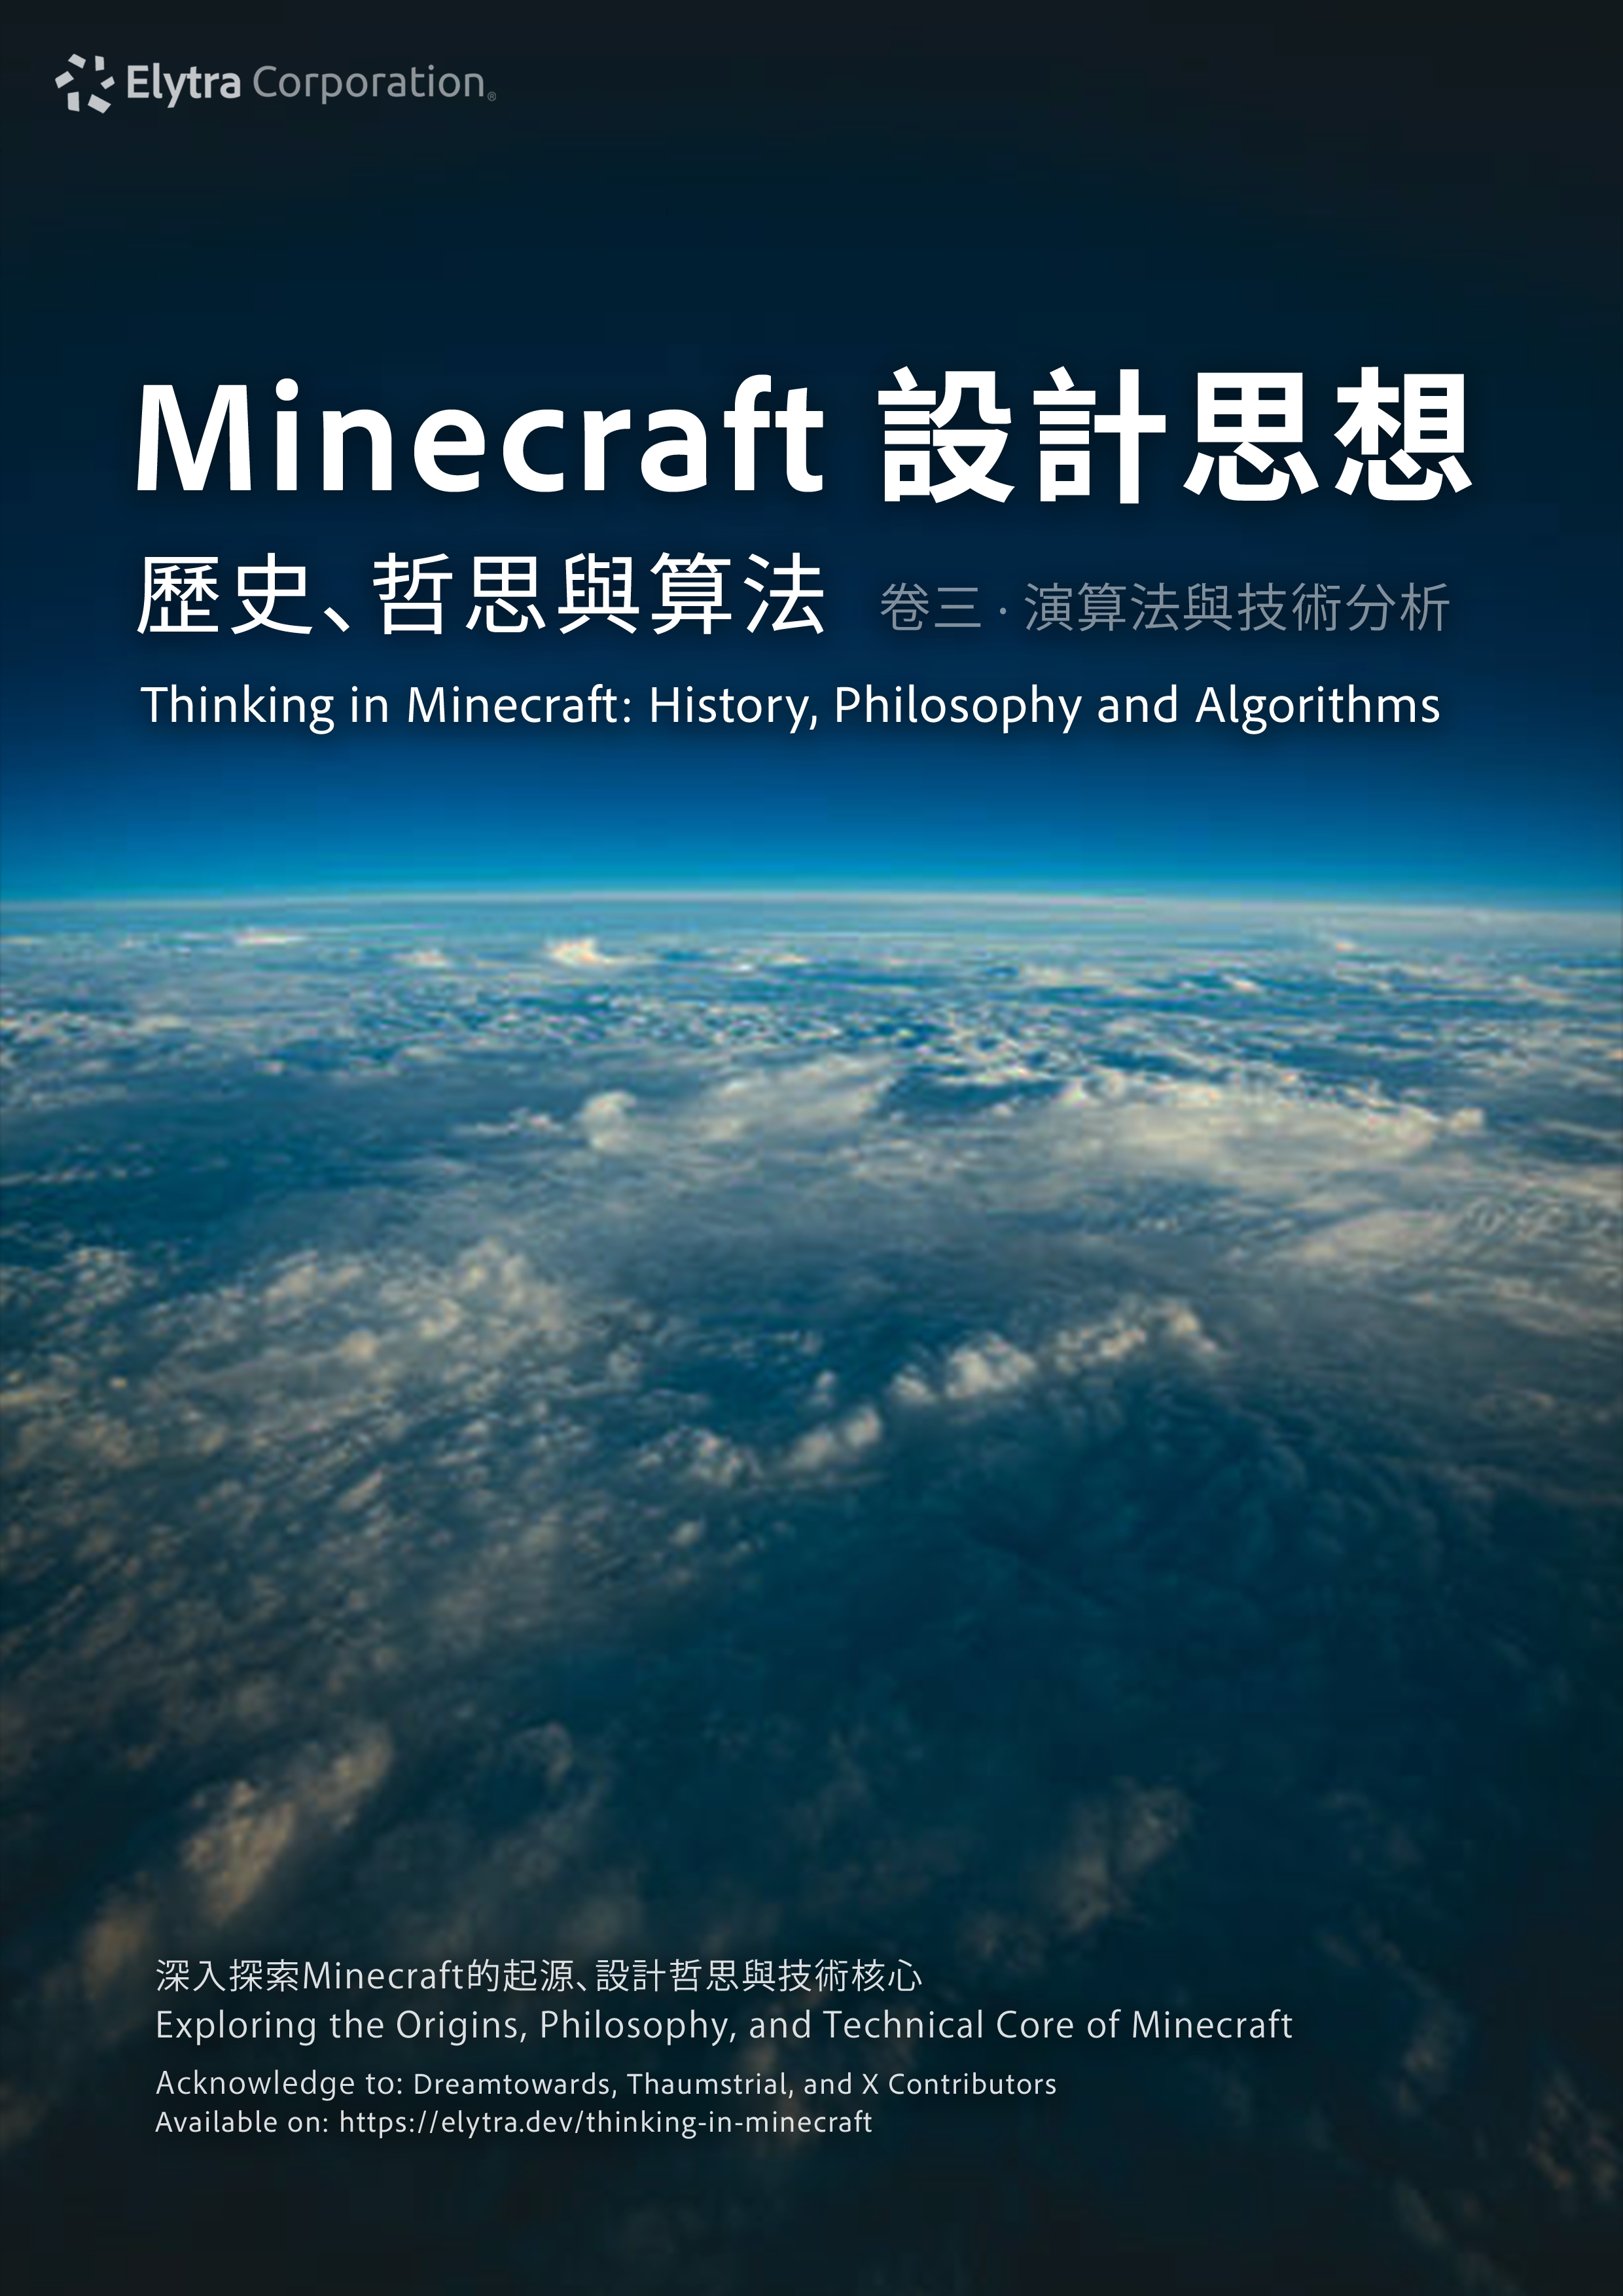 Elytra Corporation®
Minecraft 設計思想
歷史、哲思與算法 卷三·演算法與技術分析
Thinking in Minecraft: History, Philosophy and Algorithms
深入探索Minecraft的起源、設計哲思與技術核心
Exploring the Origins, Philosophy, and Technical Core of Minecraft
Acknowledge to: Dreamtowards, Thaumstrial, and X Contributors
Available on: https://elytra.dev/thinking-in-minecraft